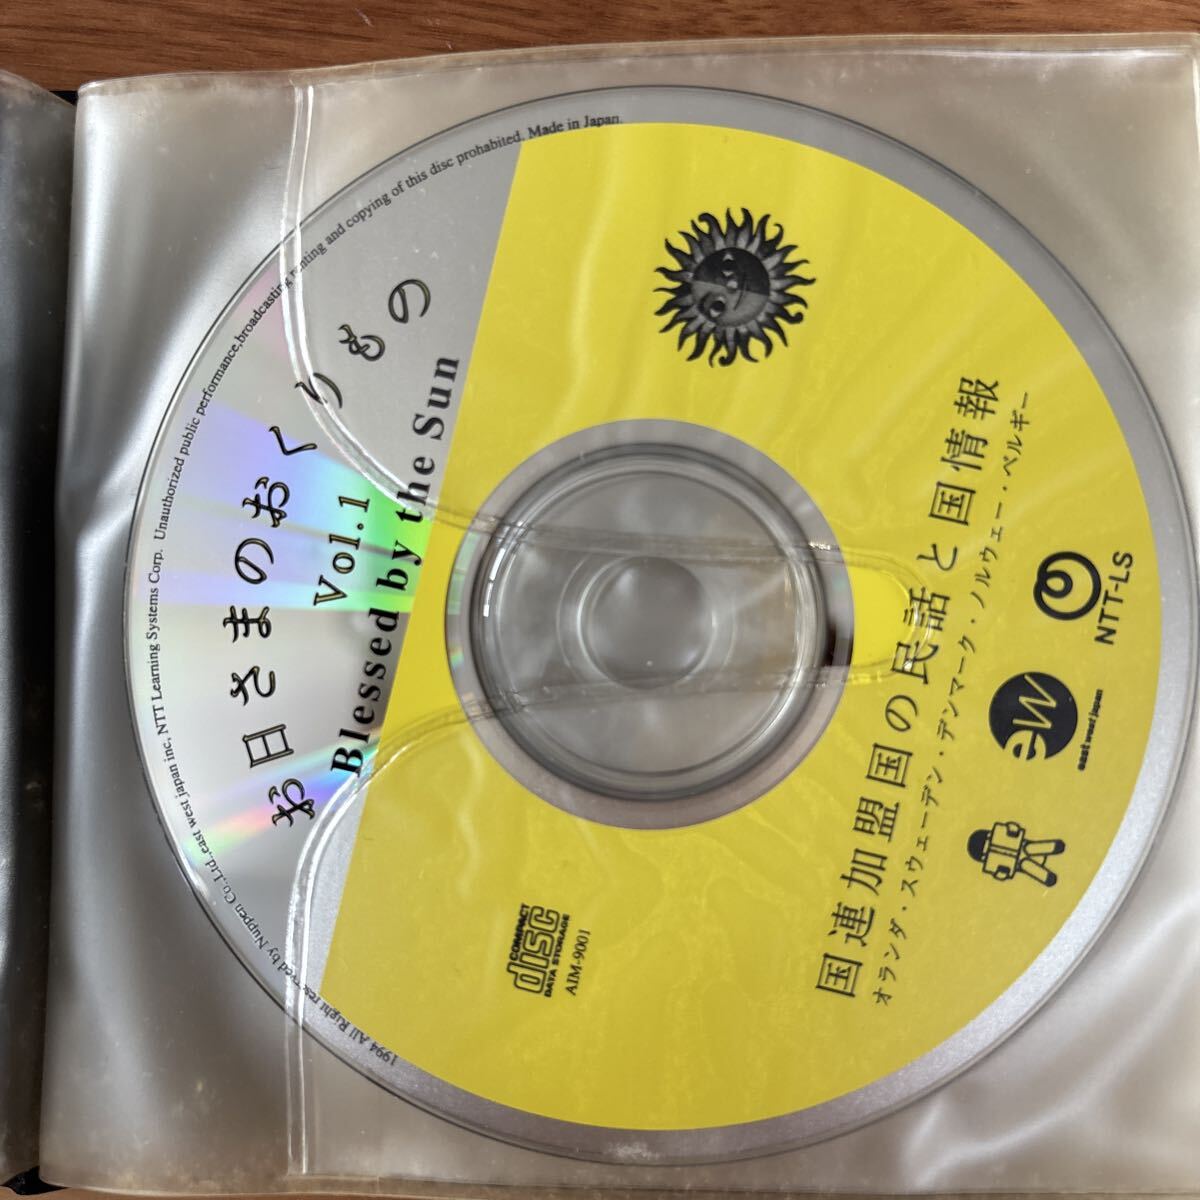 お日さまのおくりもの
Vol.1
Blessed by the Sun
COMPACT
disc
DATA STORAGE
AIM-9001
国連加盟国の民話と国情報
オランダ・スウェーデン・デンマーク・ノルウェー・ベルギー
ew
east west japan
NTT-LS
1994 All Right reserved by Nuppen Co.,Ltd.,east west japan inc, NTT Learning Systems Corp. Unauthorized public performance,broadcasting renting and copying of this disc prohabited. Made in Japan.